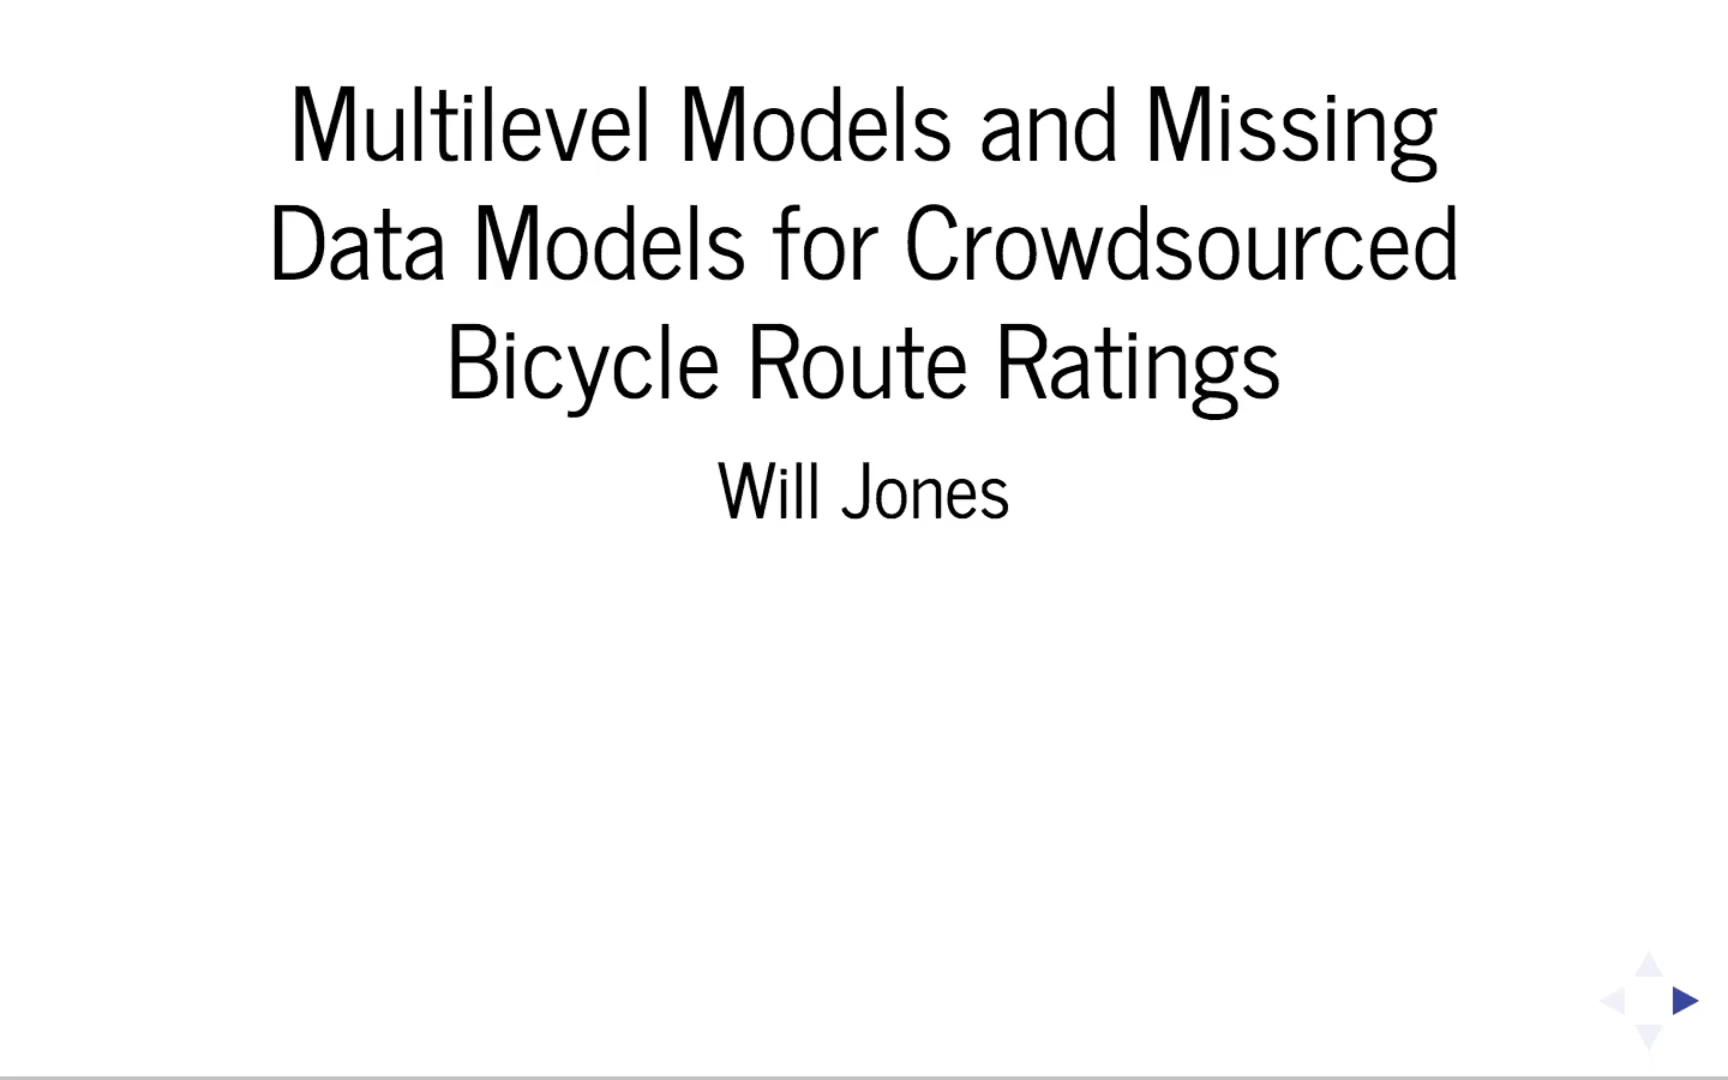 Multilevel Models and Missing
Data Models for Crowdsourced
Bicycle Route Ratings
Will Jones